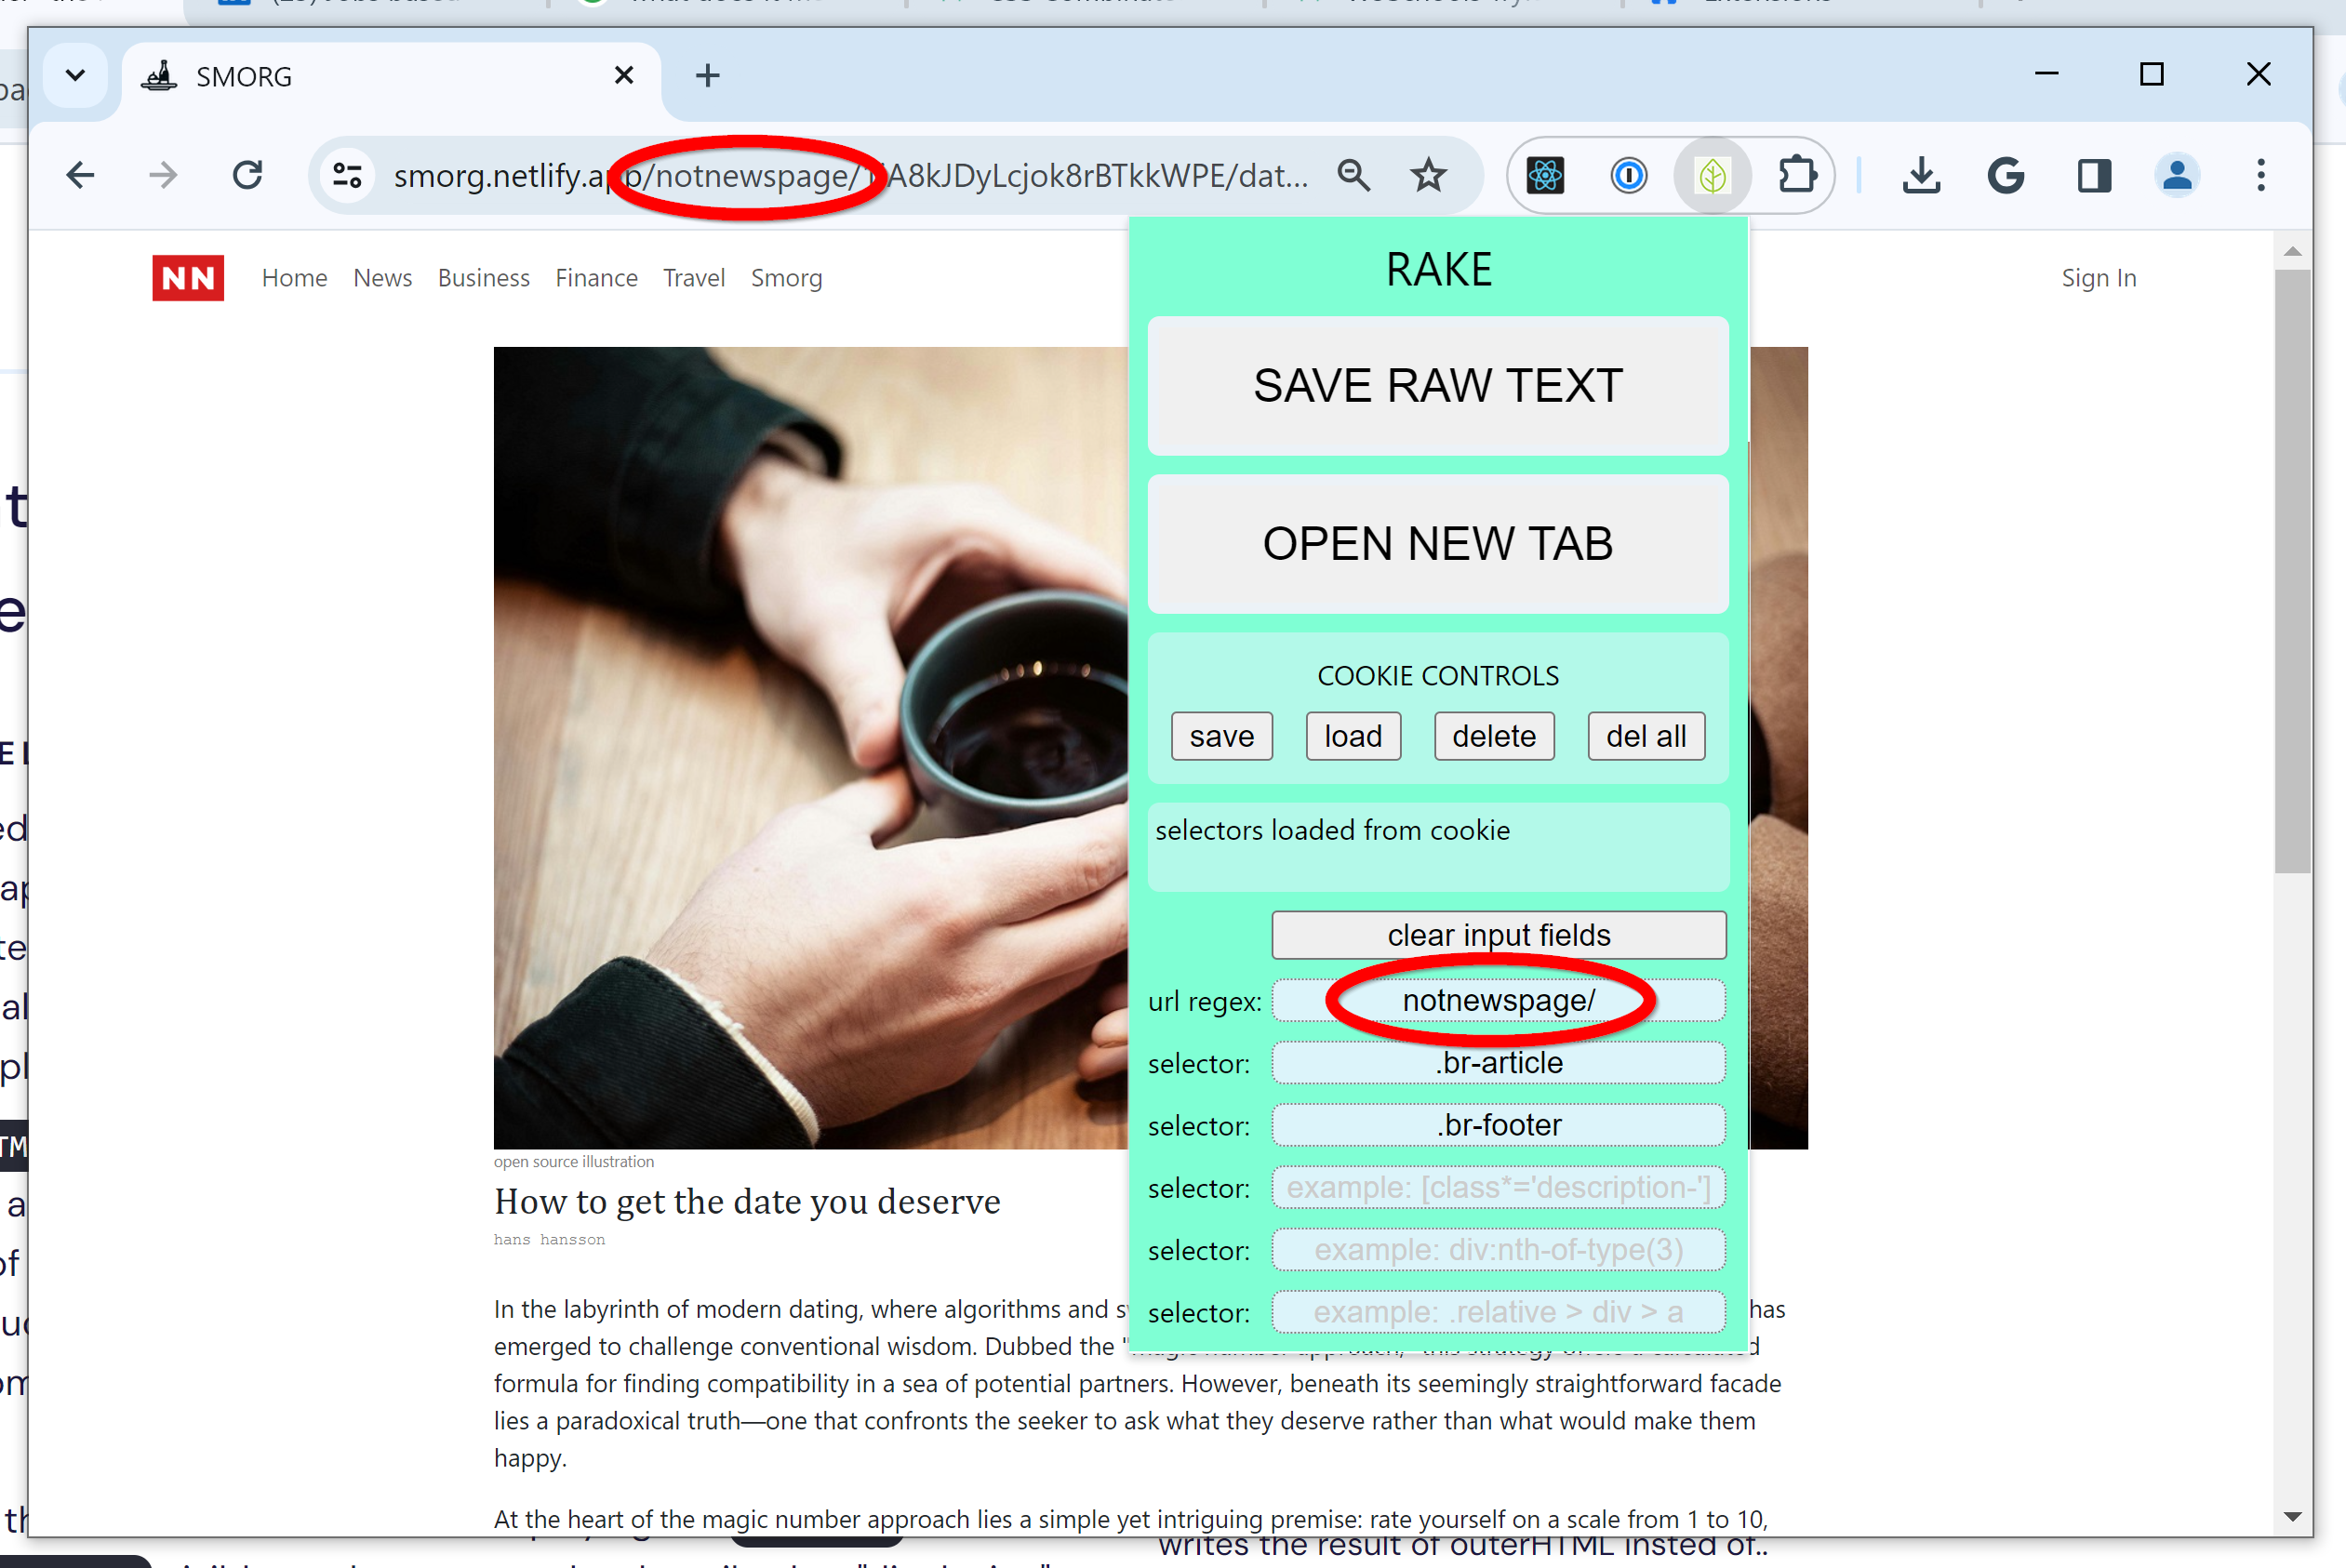 SMORG
smorg.netlify.app/notnewspage/ A8kJDyLcjok8rBTkkWPE/dat...
NN Home News Business Finance Travel Smorg Sign In
RAKE
SAVE RAW TEXT
OPEN NEW TAB
COOKIE CONTROLS
save load delete del all
selectors loaded from cookie
clear input fields
url regex: notnewspage/
selector: .br-article
selector: .br-footer
selector: example: [class*='description-']
selector: example: div:nth-of-type(3)
selector: example: .relative > div > a
open source illustration
How to get the date you deserve
hans hansson
In the labyrinth of modern dating, where algorithms and has
emerged to challenge conventional wisdom. Dubbed the
formula for finding compatibility in a sea of potential partners. However, beneath its seemingly straightforward facade
lies a paradoxical truth—one that confronts the seeker to ask what they deserve rather than what would make them
happy.
At the heart of the magic number approach lies a simple yet intriguing premise: rate yourself on a scale from 1 to 10,
writes the result of outerHTML insted of..